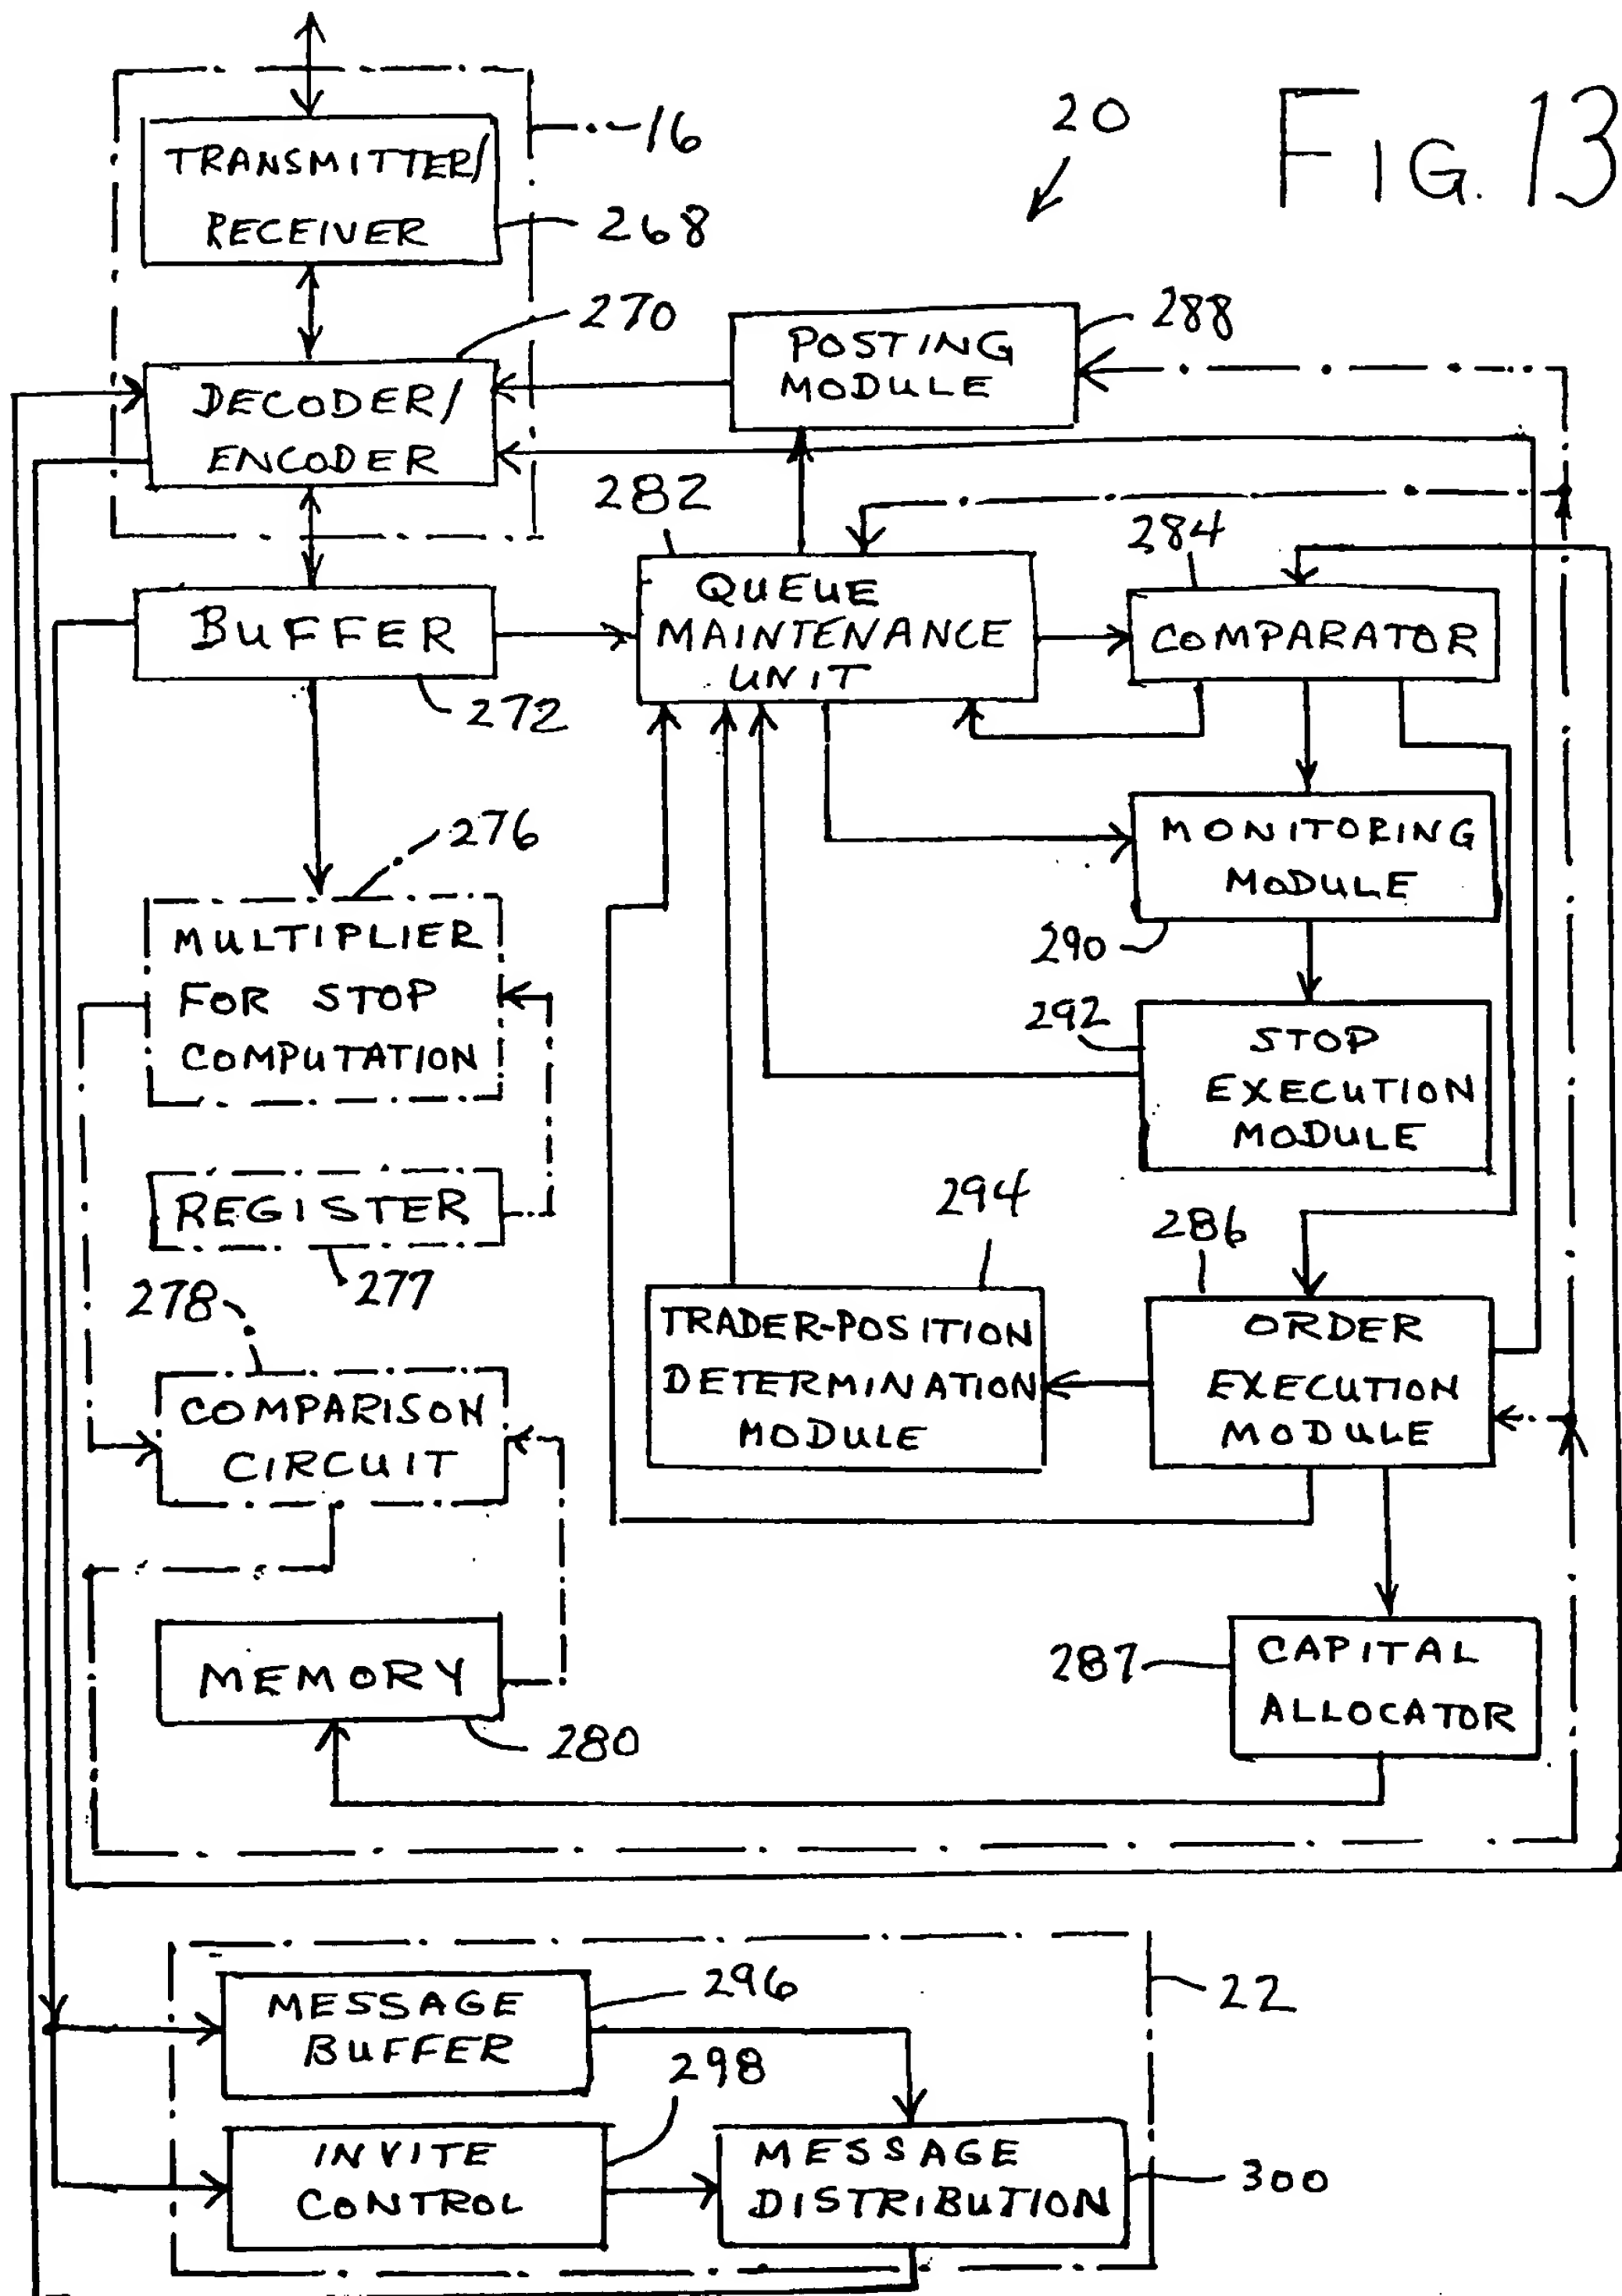 FIG. 13
20
16
TRANSMITTER/
RECEIVER
268
270
DECODER/
ENCODER
POSTING
MODULE
288
282
QUEUE
MAINTENANCE
UNIT
284
COMPARATOR
BUFFER
272
276
MULTIPLIER
FOR STOP
COMPUTATION
MONITORING
MODULE
290
292
STOP
EXECUTION
MODULE
REGISTER
277
294
TRADER-POSITION
DETERMINATION
MODULE
286
ORDER
EXECUTION
MODULE
278
COMPARISON
CIRCUIT
MEMORY
280
287
CAPITAL
ALLOCATOR
MESSAGE
BUFFER
296
22
298
INVITE
CONTROL
MESSAGE
DISTRIBUTION
300